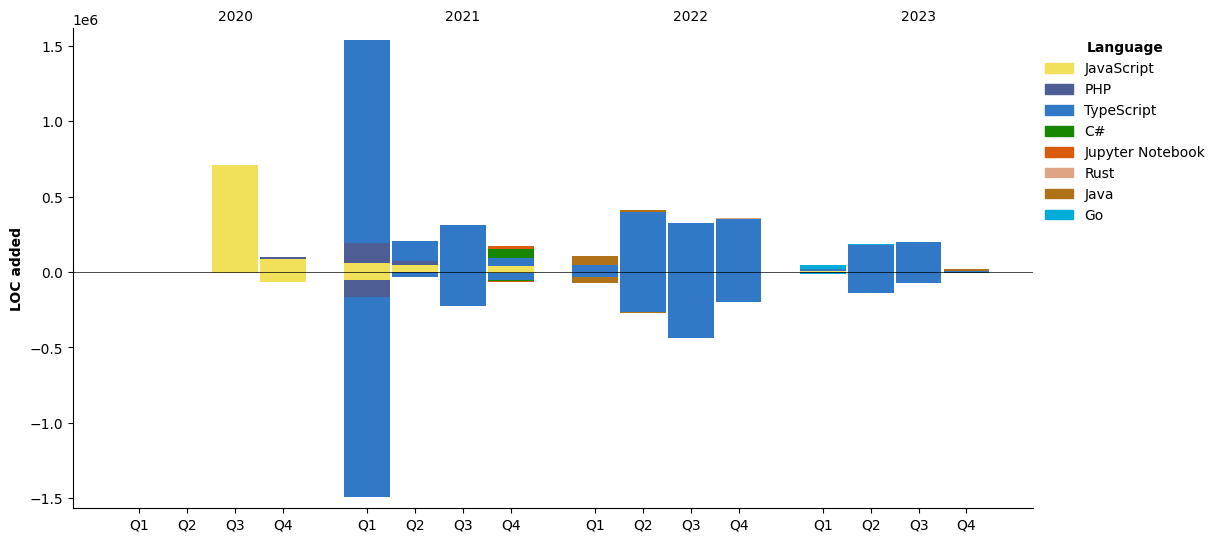 1e6
2020 2021 2022 2023
1.5
1.0
0.5
0.0
−0.5
−1.0
−1.5
LOC added
Q1 Q2 Q3 Q4 Q1 Q2 Q3 Q4 Q1 Q2 Q3 Q4 Q1 Q2 Q3 Q4
Language
JavaScript
PHP
TypeScript
C#
Jupyter Notebook
Rust
Java
Go